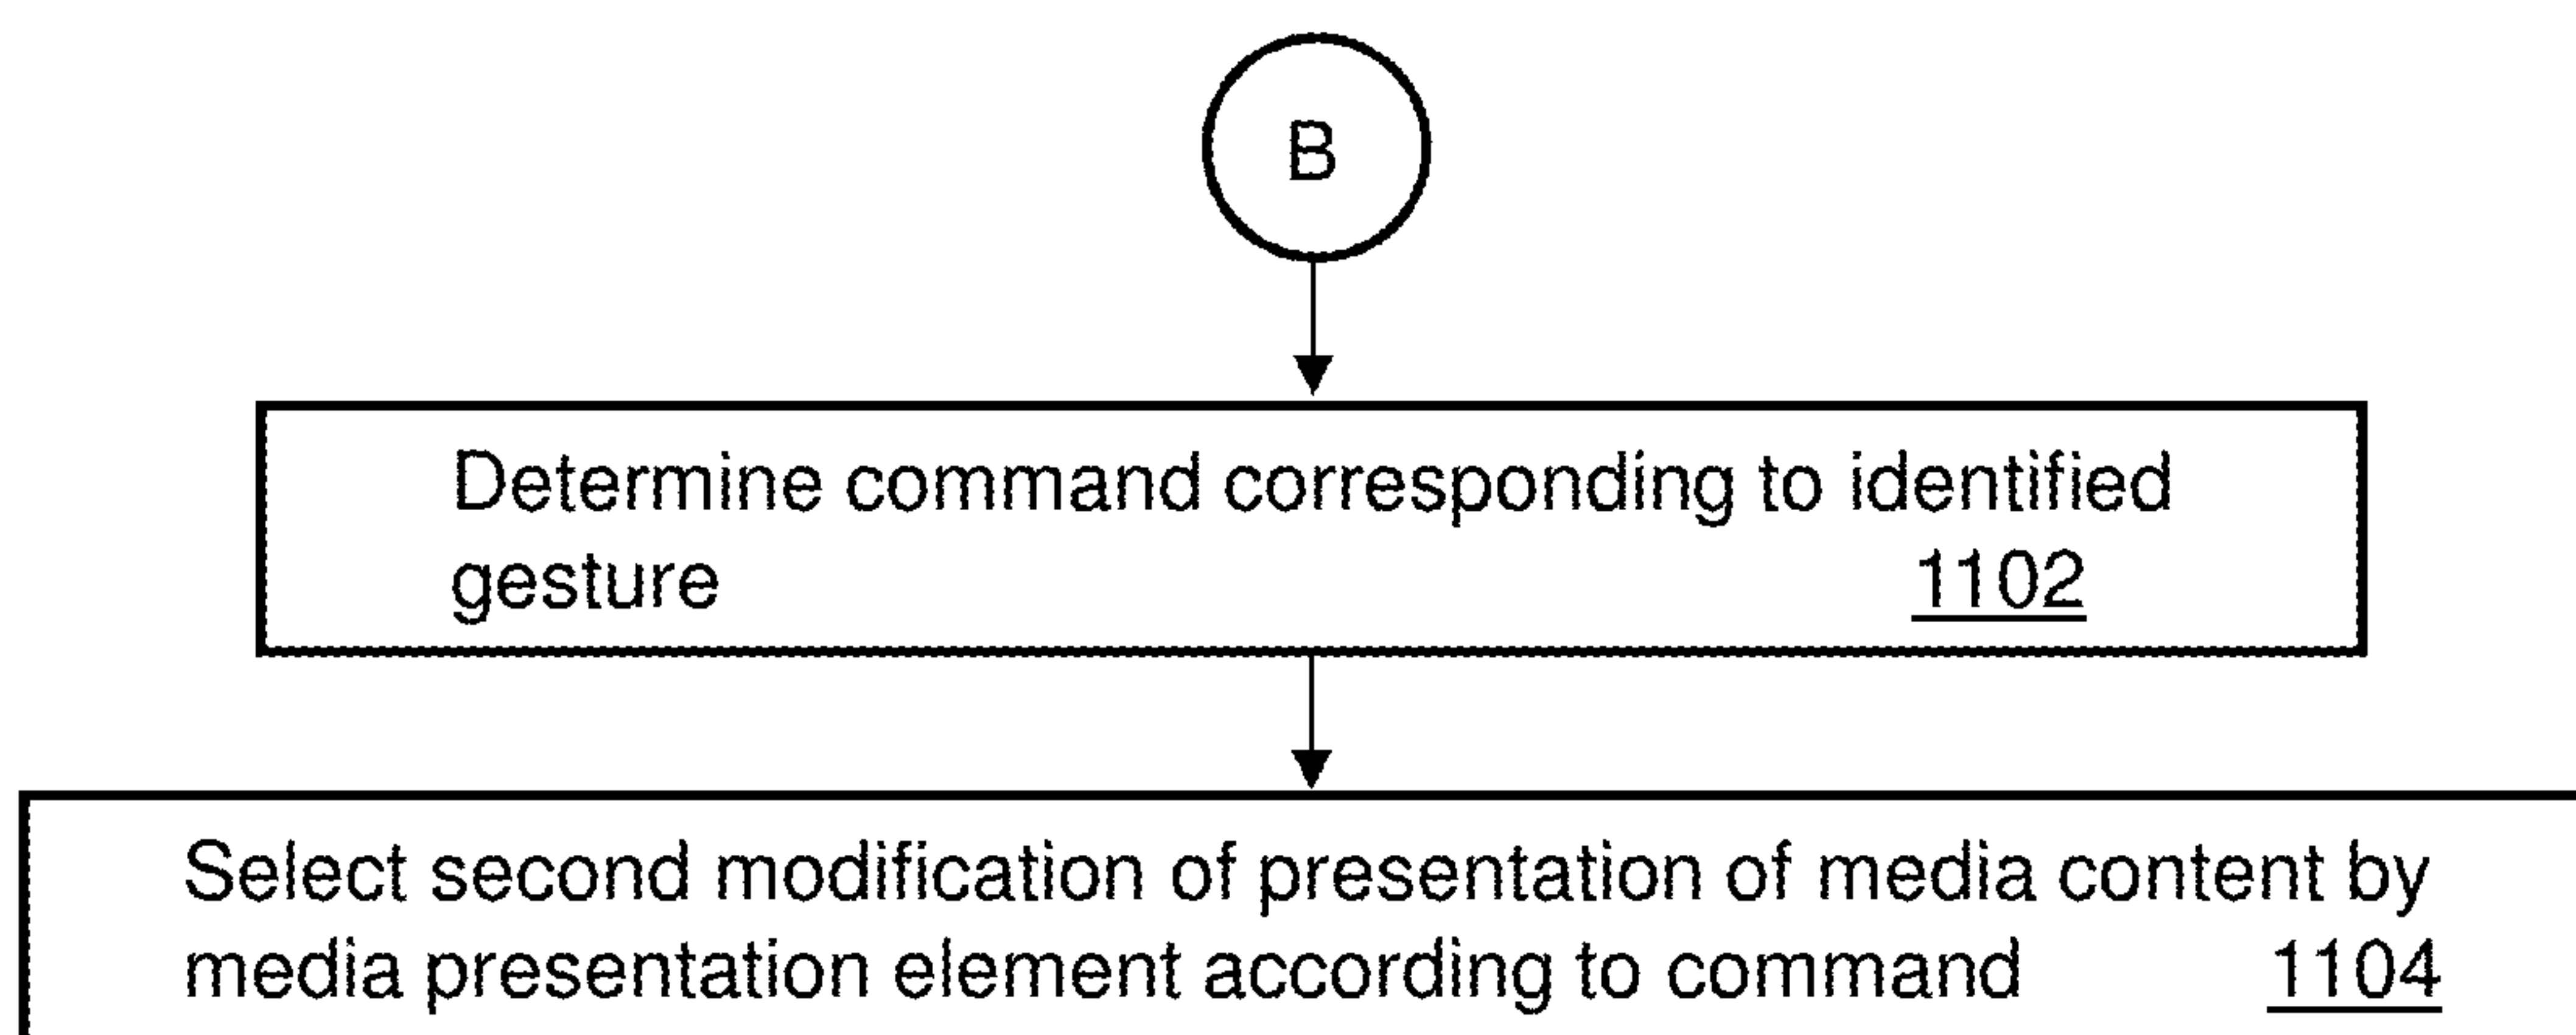 B
Determine command corresponding to identified
gesture 1102
Select second modification of presentation of media content by
media presentation element according to command 1104